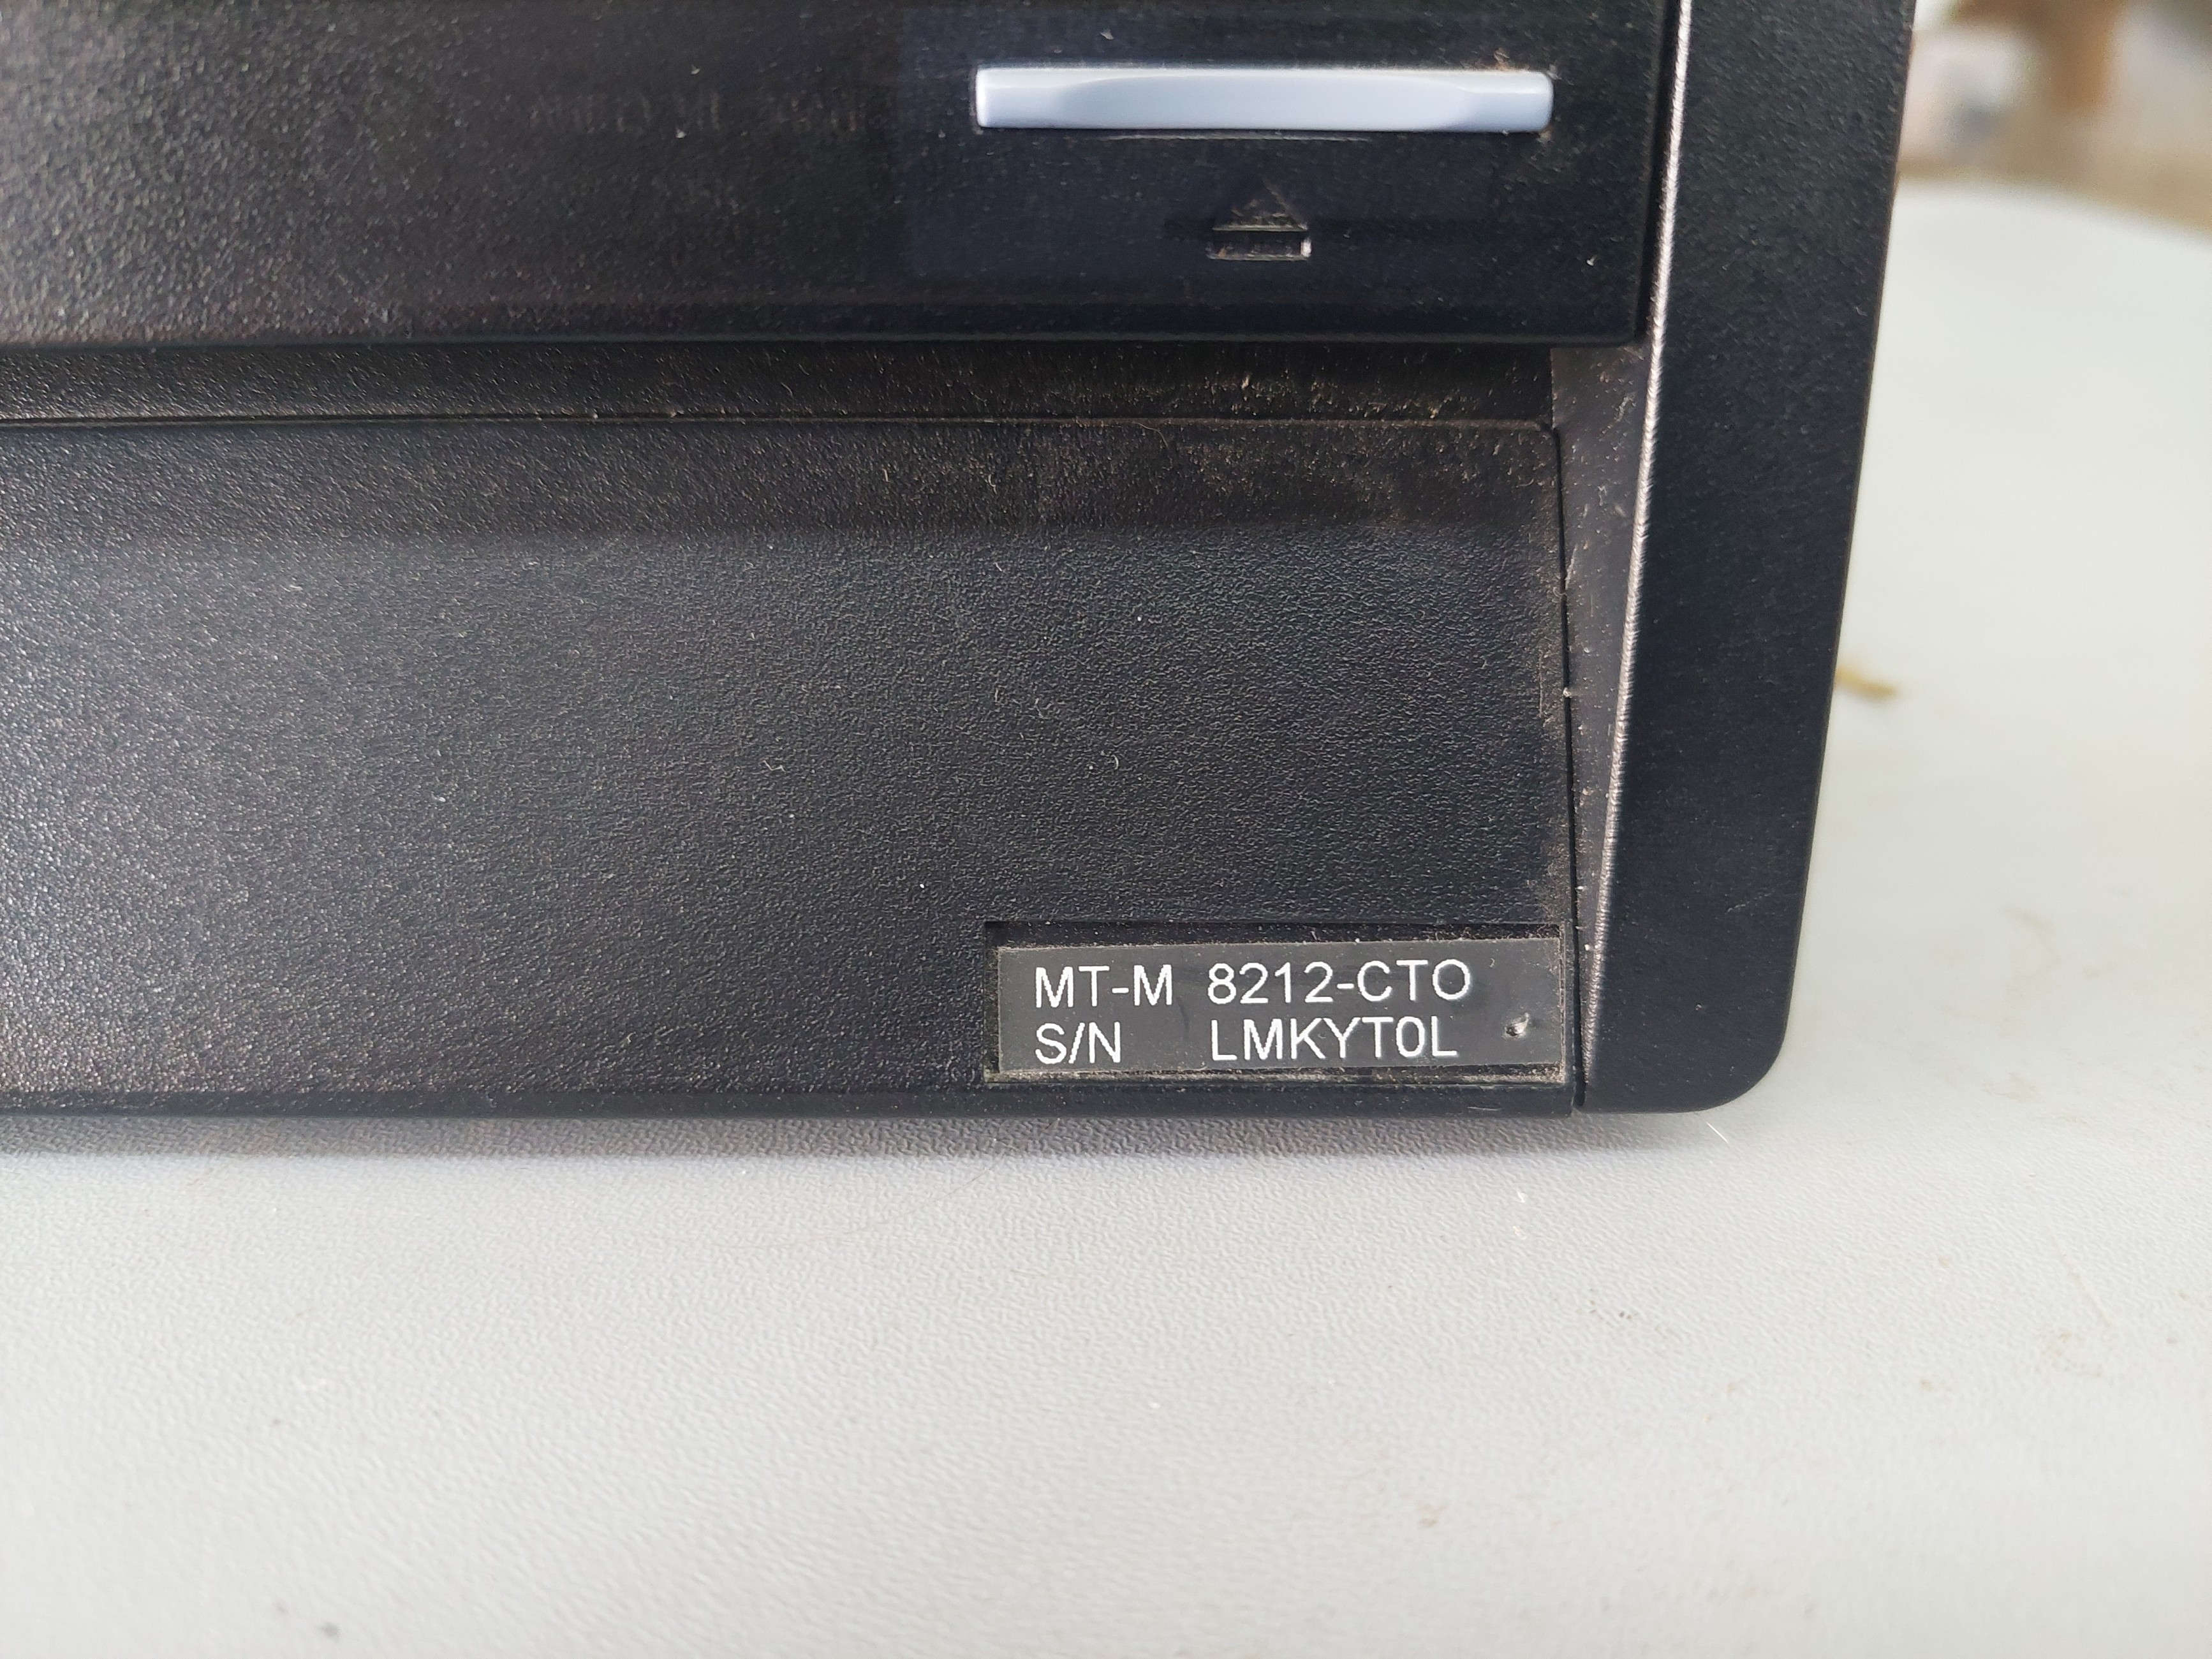 MT-M 8212-CTO
S/N LMKYT0L